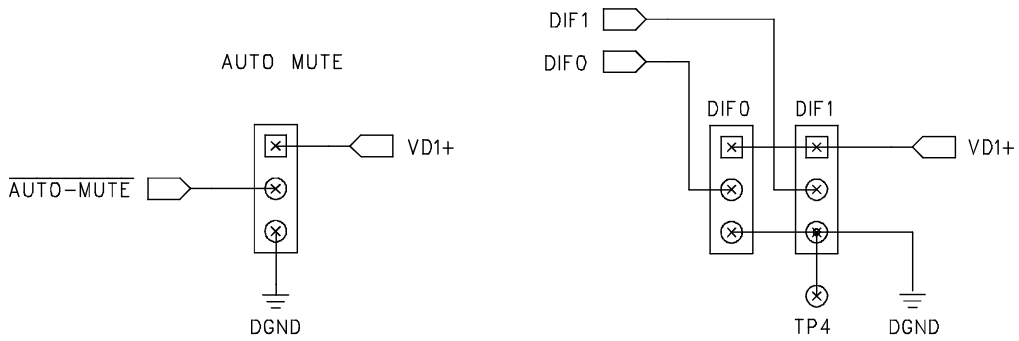 AUTO MUTE
VD1+
AUTO-MUTE
DGND
DIF1
DIF0
DIF0
DIF1
VD1+
TP4
DGND